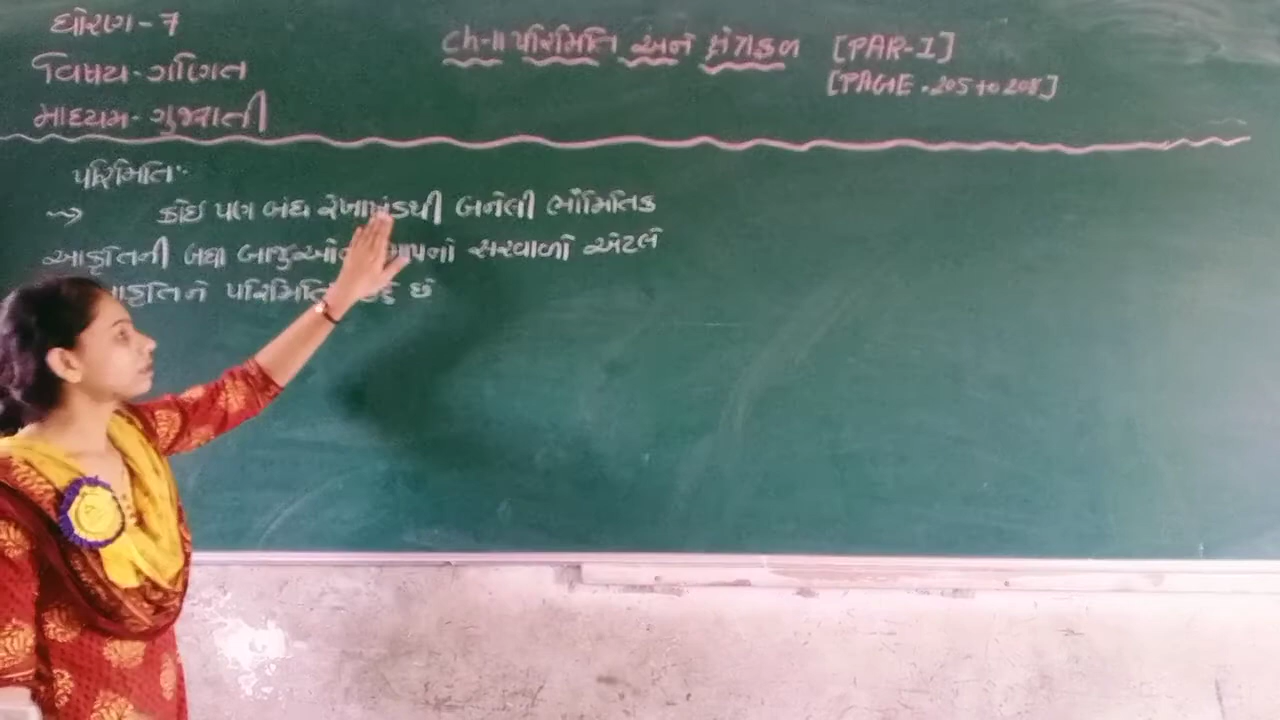 ધોરણ - 7
વિષય - ગણિત
માધ્યમ - ગુજરાતી
Ch-11 પરિમિતિ અને ક્ષેત્રફળ [PAR-I]
[PAGE. 205 to 208]
પરિમિતિ:-
→ કોઈ પણ બંધ રેખાખંડથી બનેલી ભૌમિતિક
આકૃતિની બધા બાજુઓના માપનો સરવાળો એટલે
આકૃતિને પરિમિતિ કહે છે